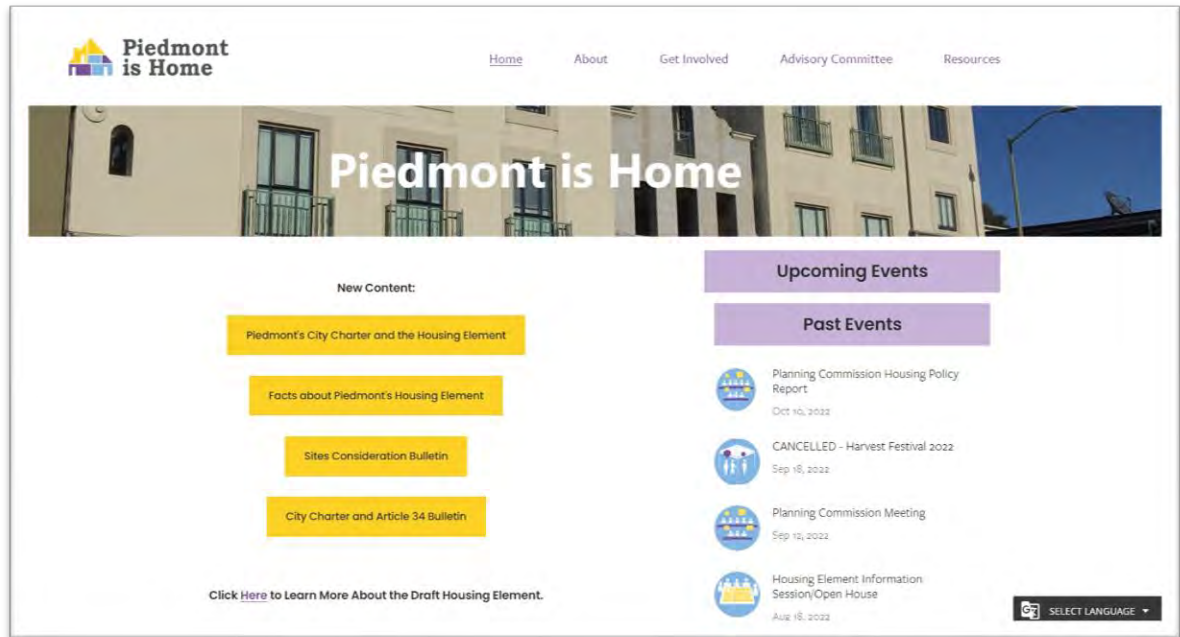 Piedmont
is Home
Home About Get Involved Advisory Committee Resources
Piedmont is Home
New Content:
Piedmont's City Charter and the Housing Element
Facts about Piedmont's Housing Element
Sites Consideration Bulletin
City Charter and Article 34 Bulletin
Click Here to Learn More About the Draft Housing Element.
Upcoming Events
Past Events
Planning Commission Housing Policy
Report
Oct 10, 2022
CANCELLED - Harvest Festival 2022
Sep 18, 2022
Planning Commission Meeting
Sep 12, 2022
Housing Element Information
Session/Open House
Aug 18, 2022
SELECT LANGUAGE